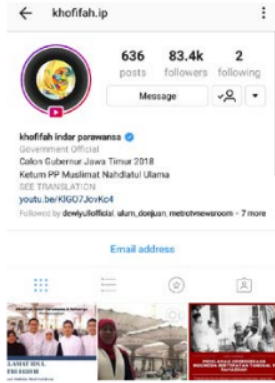 khofifah.ip
636 83.4k 2
posts followers following
Message
khofifah indar parawansa
Government Official
Calon Gubernur Jawa Timur 2018
Ketum PP Muslimat Nahdlatul Ulama
SEE TRANSLATION
youtu.be/KlGO7JovKo4
Followed by dewiyullofficial, ulum_donjuan, metrotvnewsroom - 7 more
Email address